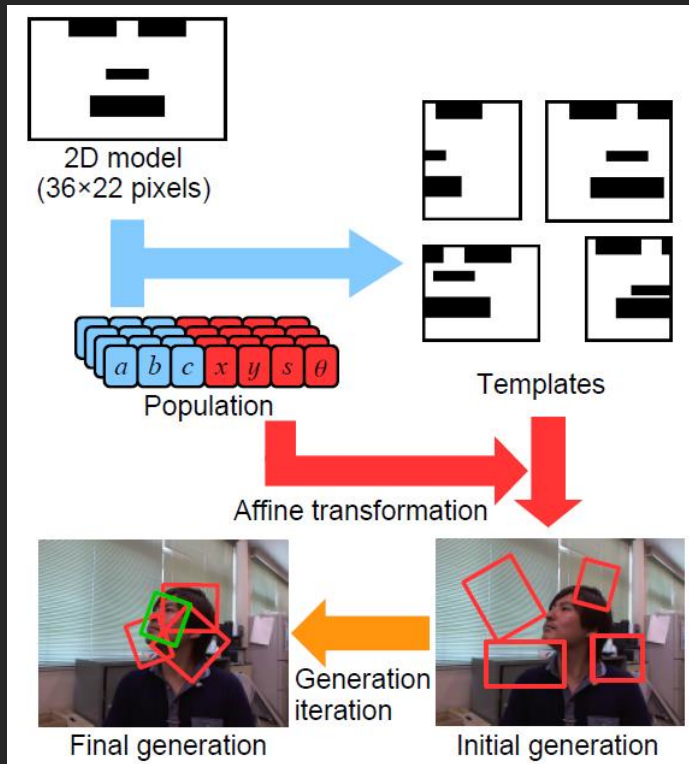 2D model
(36×22 pixels)
a b c x y s θ
Population
Templates
Affine transformation
Generation
iteration
Final generation
Initial generation